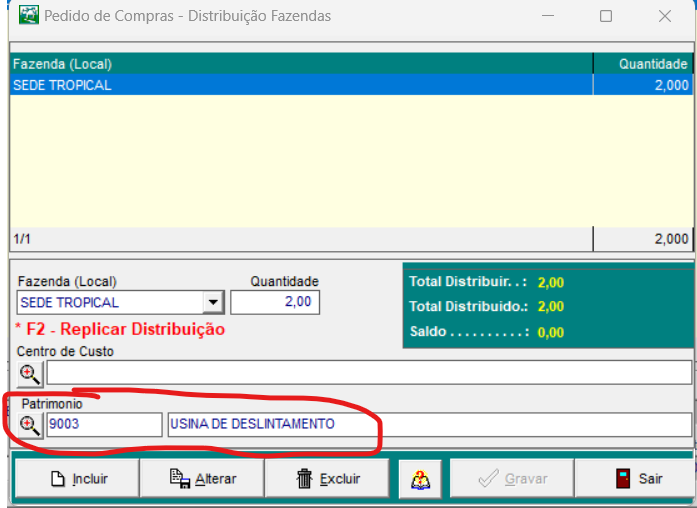 Pedido de Compras - Distribuição Fazendas
Fazenda (Local) Quantidade
SEDE TROPICAL 2,000
1/1 2,000
Fazenda (Local) Quantidade
SEDE TROPICAL 2,00
Total Distribuir. . : 2,00
Total Distribuido.: 2,00
Saldo . . . . . . . . . . : 0,00
* F2 - Replicar Distribuição
Centro de Custo
Patrimonio
9003 USINA DE DESLINTAMENTO
Incluir Alterar Excluir Gravar Sair